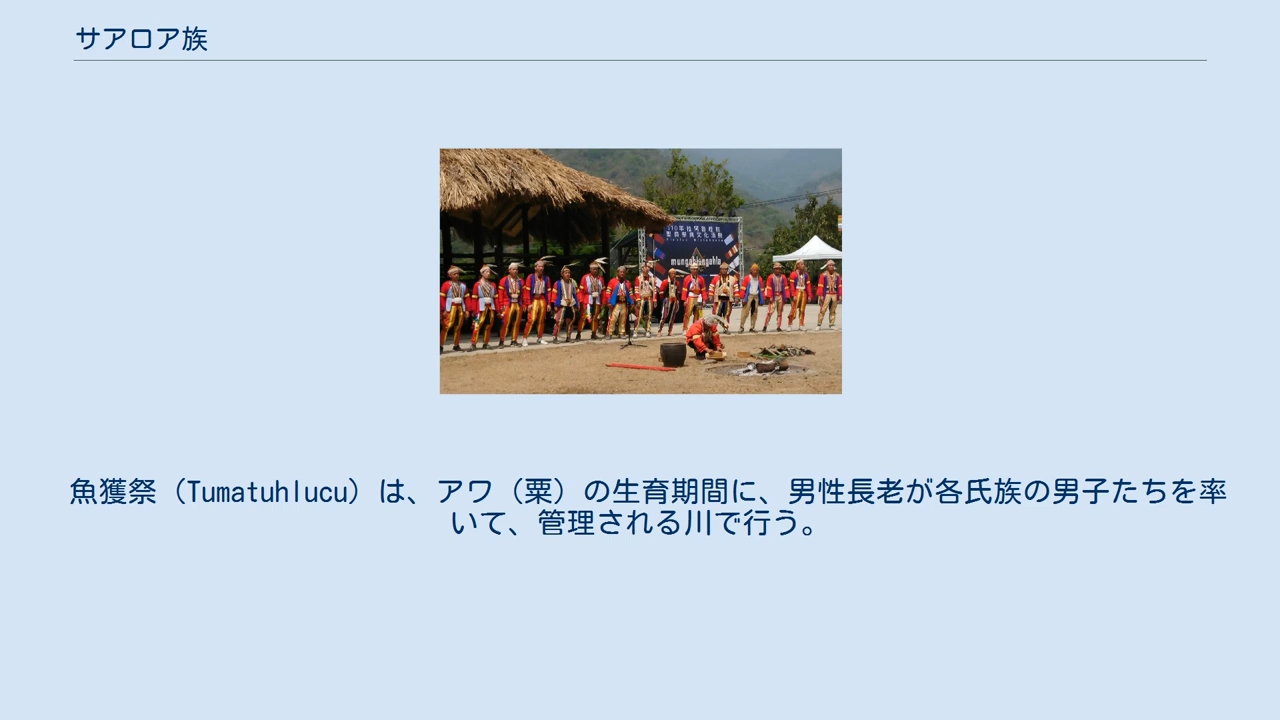 サアロア族
魚獲祭（Tumatuhlucu）は、アワ（粟）の生育期間に、男性長老が各氏族の男子たちを率
いて、管理される川で行う。